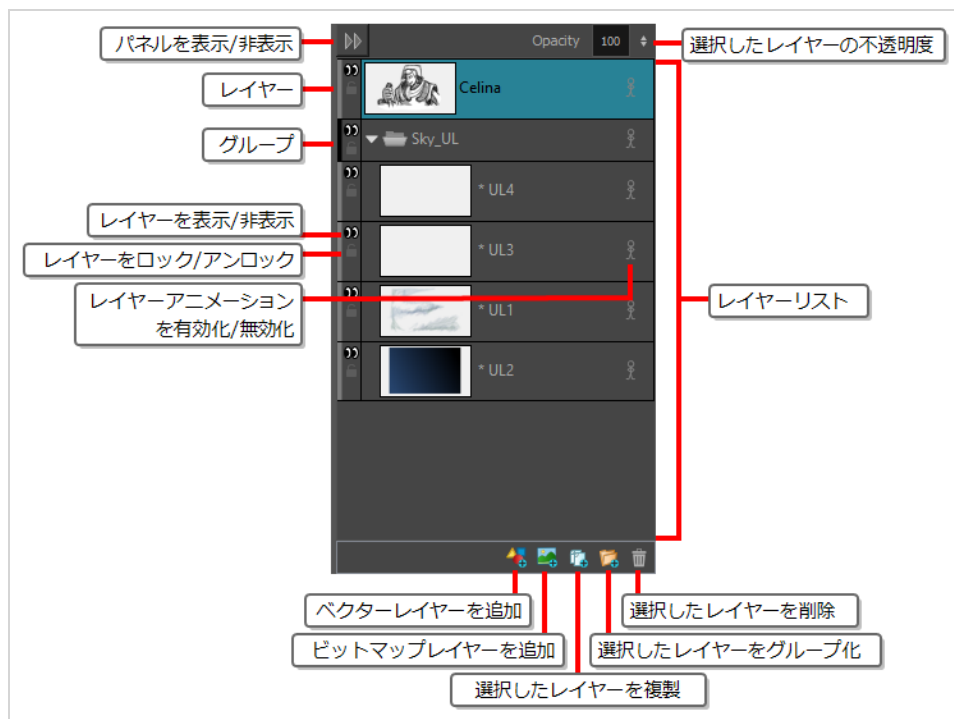 パネルを表示/非表示
Opacity 100
選択したレイヤーの不透明度
レイヤー
Celina
グループ
Sky_UL
* UL4
レイヤーを表示/非表示
レイヤーをロック/アンロック
* UL3
レイヤーアニメーション
を有効化/無効化
* UL1
レイヤーリスト
* UL2
ベクターレイヤーを追加
選択したレイヤーを削除
ビットマップレイヤーを追加
選択したレイヤーをグループ化
選択したレイヤーを複製